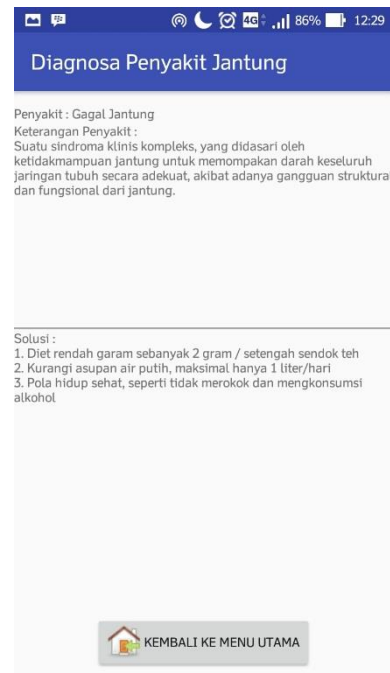 4G 86% 12:29
Diagnosa Penyakit Jantung
Penyakit : Gagal Jantung
Keterangan Penyakit :
Suatu sindroma klinis kompleks, yang didasari oleh
ketidakmampuan jantung untuk memompakan darah keseluruh
jaringan tubuh secara adekuat, akibat adanya gangguan struktural
dan fungsional dari jantung.
Solusi :
1. Diet rendah garam sebanyak 2 gram / setengah sendok teh
2. Kurangi asupan air putih, maksimal hanya 1 liter/hari
3. Pola hidup sehat, seperti tidak merokok dan mengkonsumsi
alkohol
KEMBALI KE MENU UTAMA